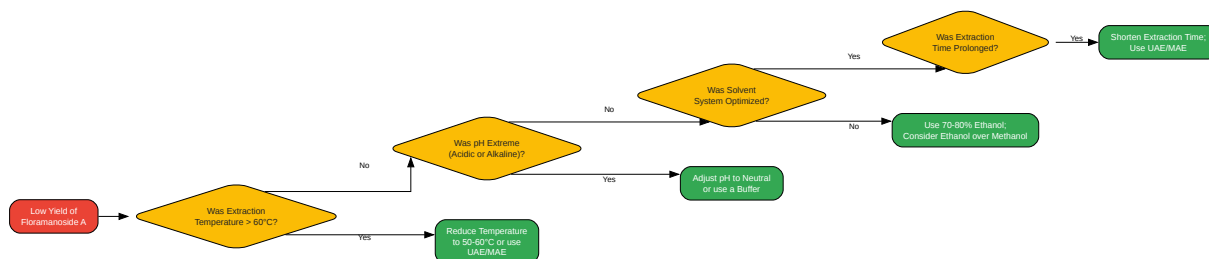 Low Yield of
Floramanoside A
Was Extraction
Temperature > 60°C?
Yes
Reduce Temperature
to 50-60°C or use
UAE/MAE
No
Was pH Extreme
(Acidic or Alkaline)?
Yes
Adjust pH to Neutral
or use a Buffer
No
Was Solvent
System Optimized?
No
Use 70-80% Ethanol;
Consider Ethanol over Methanol
Yes
Was Extraction
Time Prolonged?
Yes
Shorten Extraction Time;
Use UAE/MAE